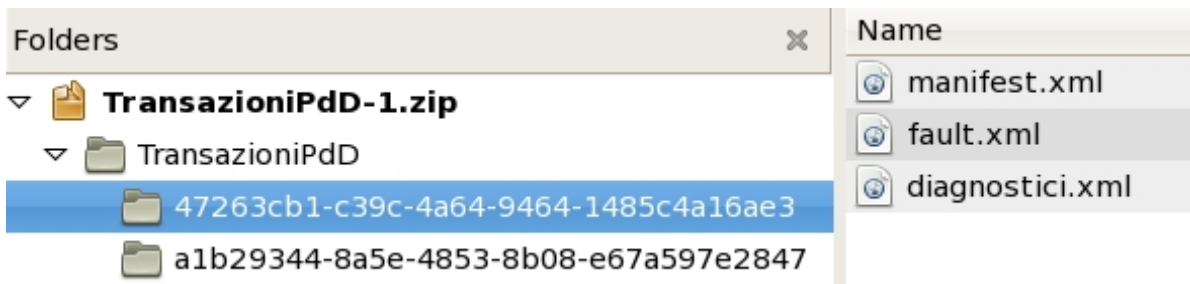 Folders
TransazioniPdD-1.zip
TransazioniPdD
47263cb1-c39c-4a64-9464-1485c4a16ae3
a1b29344-8a5e-4853-8b08-e67a597e2847
Name
manifest.xml
fault.xml
diagnostici.xml